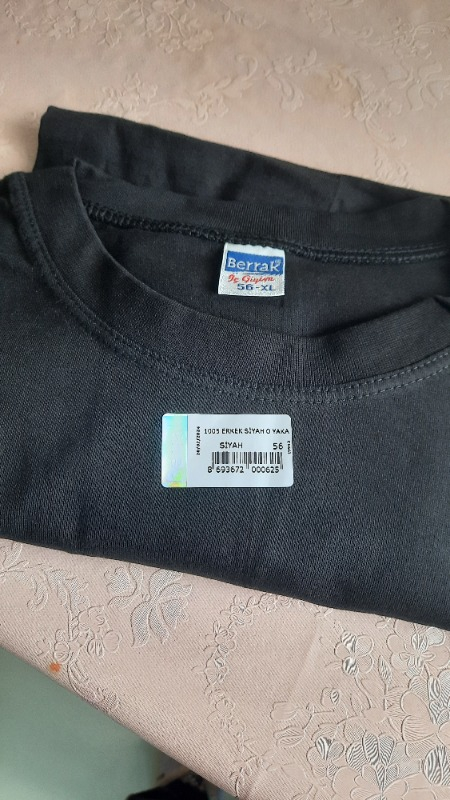 Berrak
İç Giyim
56-XL
1005 ERKEK SİYAH O YAKA
SİYAH 56
8 693672 000625